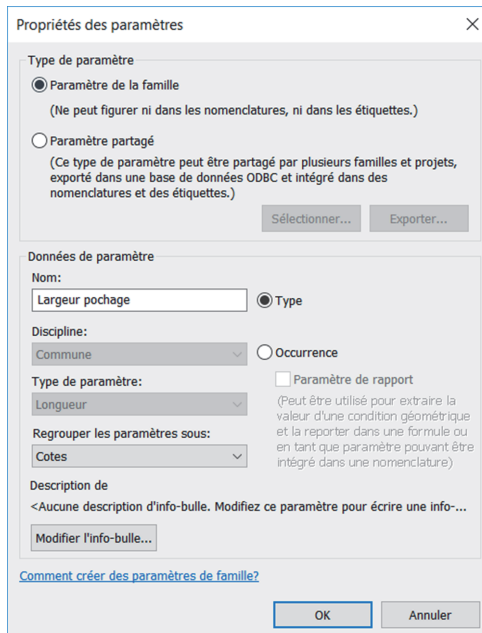 Propriétés des paramètres
Type de paramètre
Paramètre de la famille
(Ne peut figurer ni dans les nomenclatures, ni dans les étiquettes.)
Paramètre partagé
(Ce type de paramètre peut être partagé par plusieurs familles et projets,
exporté dans une base de données ODBC et intégré dans des
nomenclatures et des étiquettes.)
Sélectionner...
Exporter...
Données de paramètre
Nom:
Largeur pochage
Type
Discipline:
Commune
Occurrence
Type de paramètre:
Longueur
Paramètre de rapport
(Peut être utilisé pour extraire la
valeur d'une condition géométrique
et la reporter dans une formule ou
en tant que paramètre pouvant être
intégré dans une nomenclature)
Regrouper les paramètres sous:
Cotes
Description de
<Aucune description d'info-bulle. Modifiez ce paramètre pour écrire une info-...
Modifier l'info-bulle...
Comment créer des paramètres de famille?
OK
Annuler